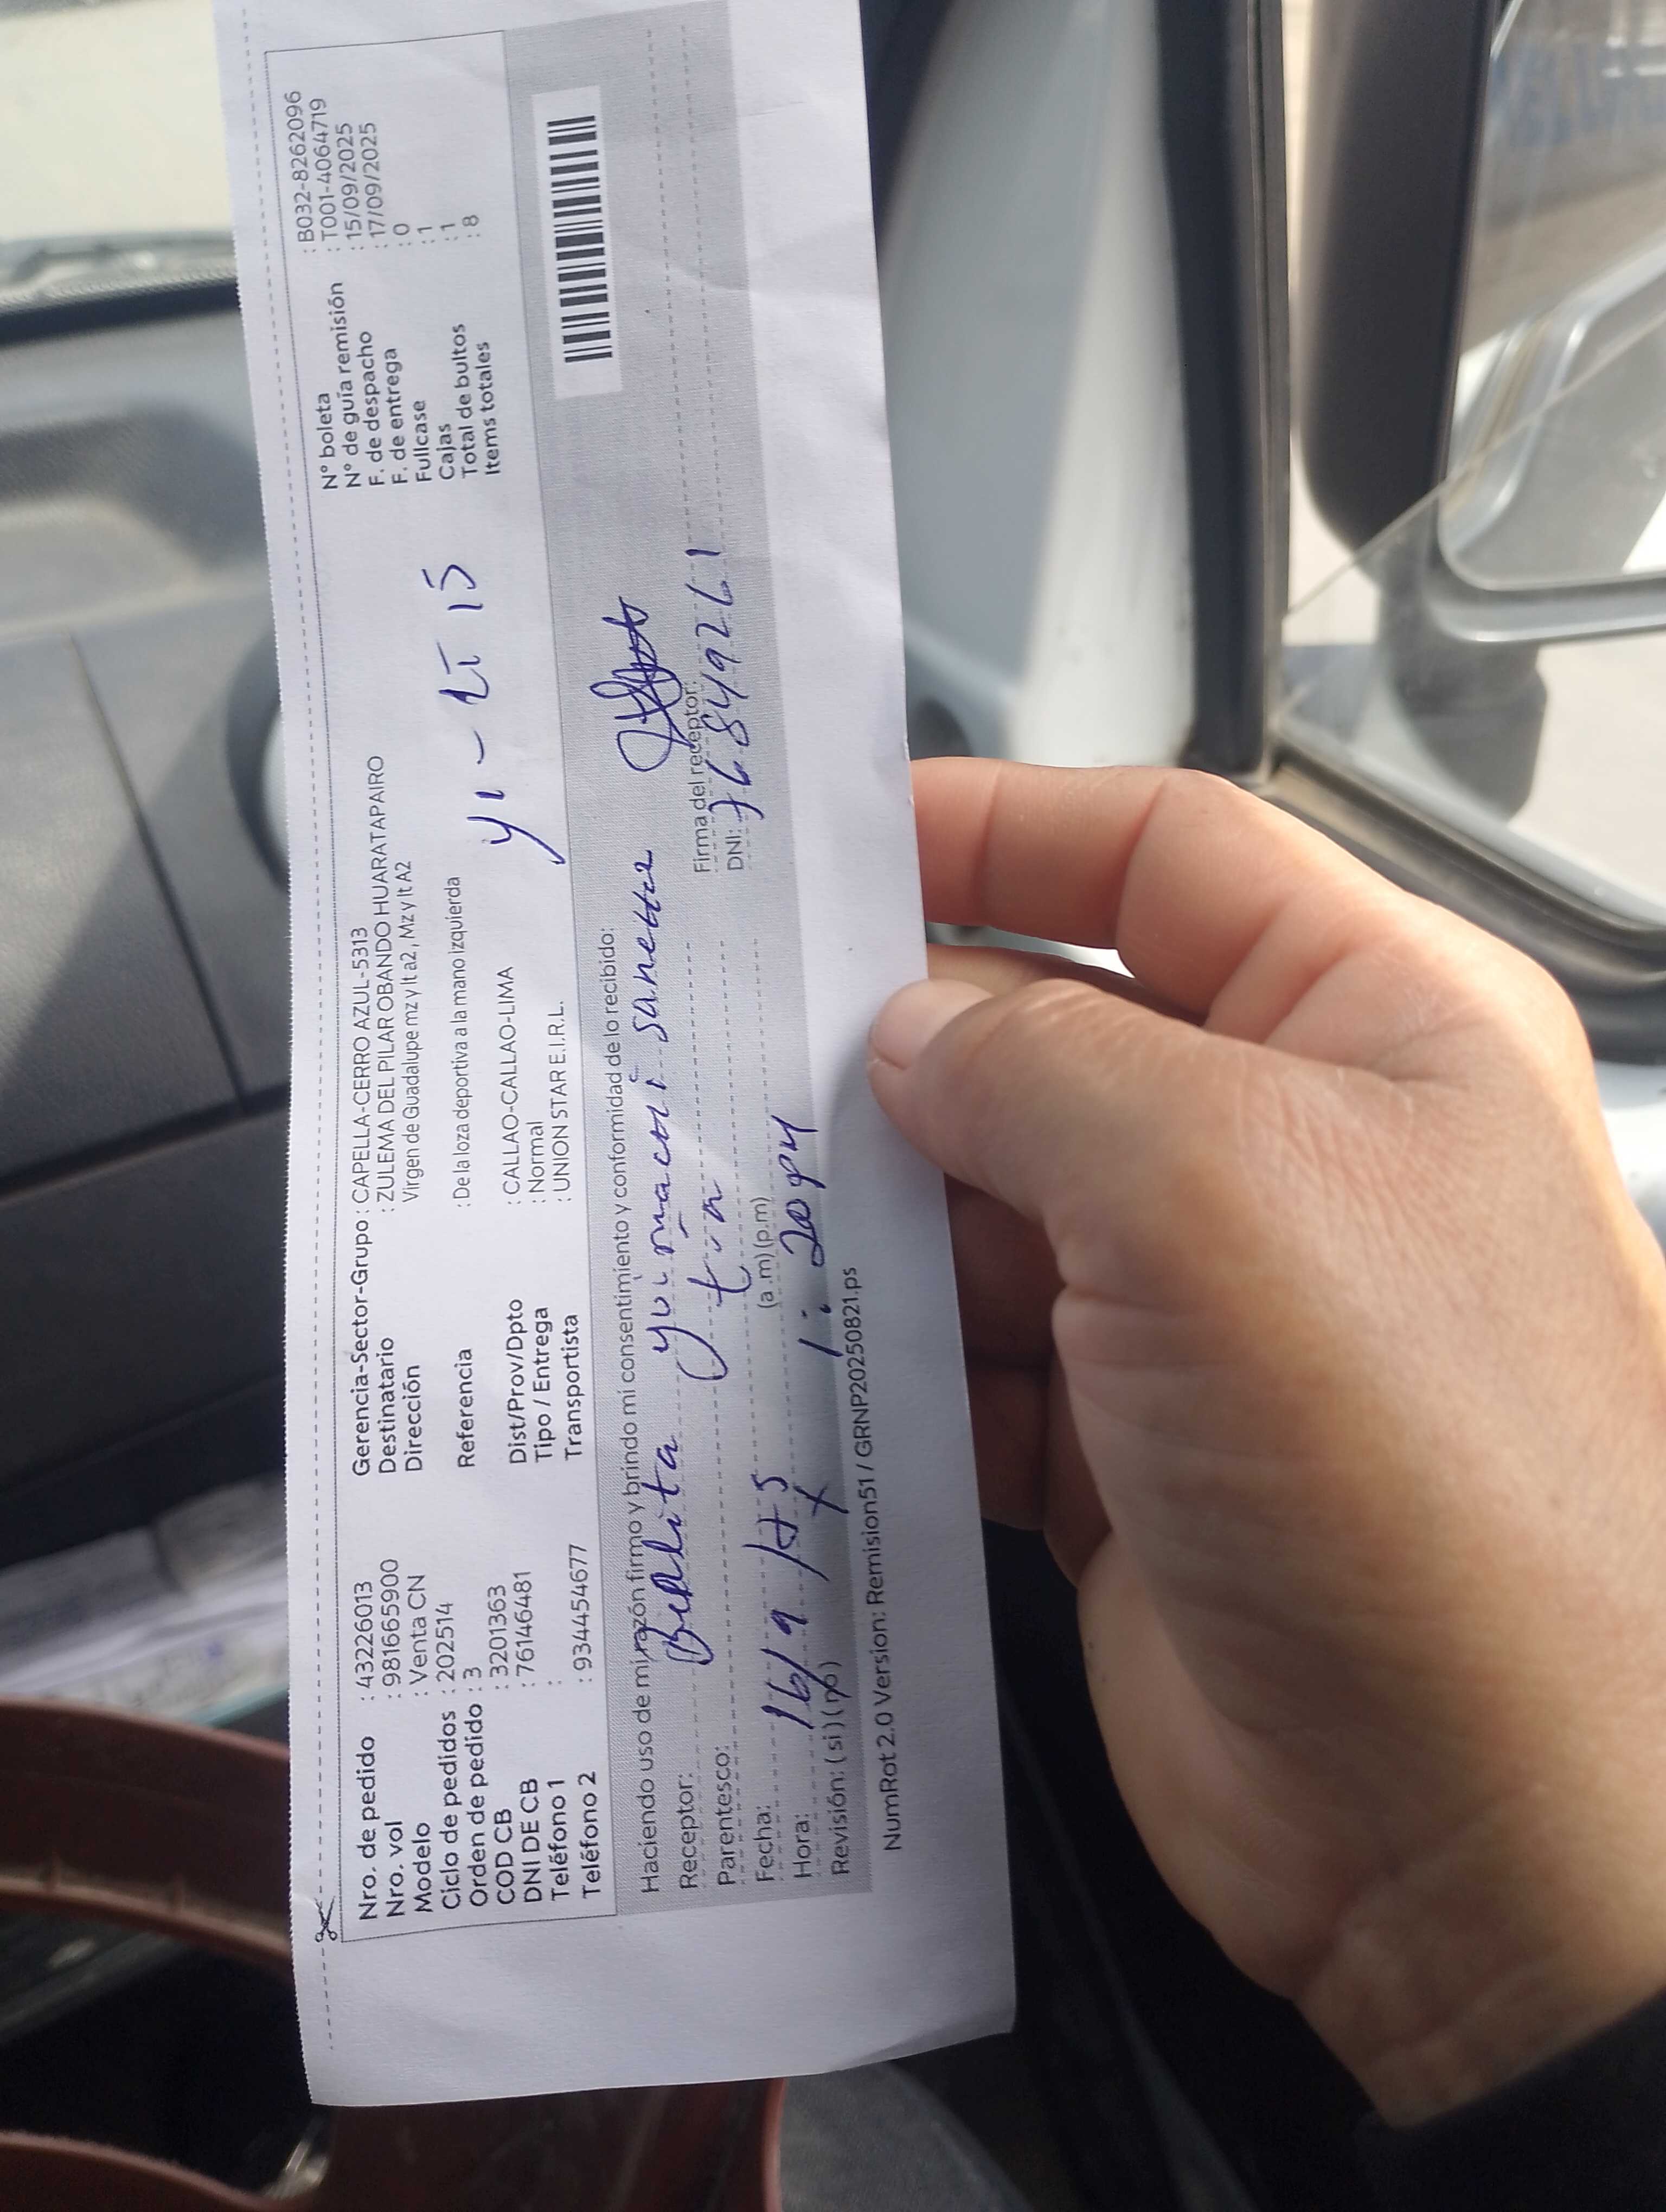 Nro. de pedido : 43226013
Nro. vol : 981665900
Modelo : Venta CN
Ciclo de pedidos : 202514
Orden de pedido : 3
COD CB : 3201363
DNI DE CB : 76146481
Teléfono 1 :
Teléfono 2 : 934454677
Gerencia-Sector-Grupo : CAPELLA-CERRO AZUL-5313
Destinatario : ZULEMA DEL PILAR OBANDO HUARATAPAIRO
Dirección Virgen de Guadalupe mz y lt a2 , Mz y lt A2
Referencia : De la loza deportiva a la mano izquierda
Dist/Prov/Dpto : CALLAO-CALLAO-LIMA
Tipo / Entrega : Normal
Transportista : UNION STAR E.I.R.L.
N° boleta : B032-8262096
N° de guía remisión : T001-4064719
F. de despacho : 15/09/2025
F. de entrega : 17/09/2025
Fullcase : 0
Cajas : 1
Total de bultos : 1
Items totales : 8
Haciendo uso de mi razón firmo y brindo mi consentimiento y conformidad de lo recibido:
Receptor:
Parentesco:
Firma del receptor:
Fecha: 16/9
DNI: 76849261
(a .m) (p.m)
Hora:
Revisión: ( si ) ( no )
NumRot 2.0 Version: Remision51 / GRNP20250821.ps